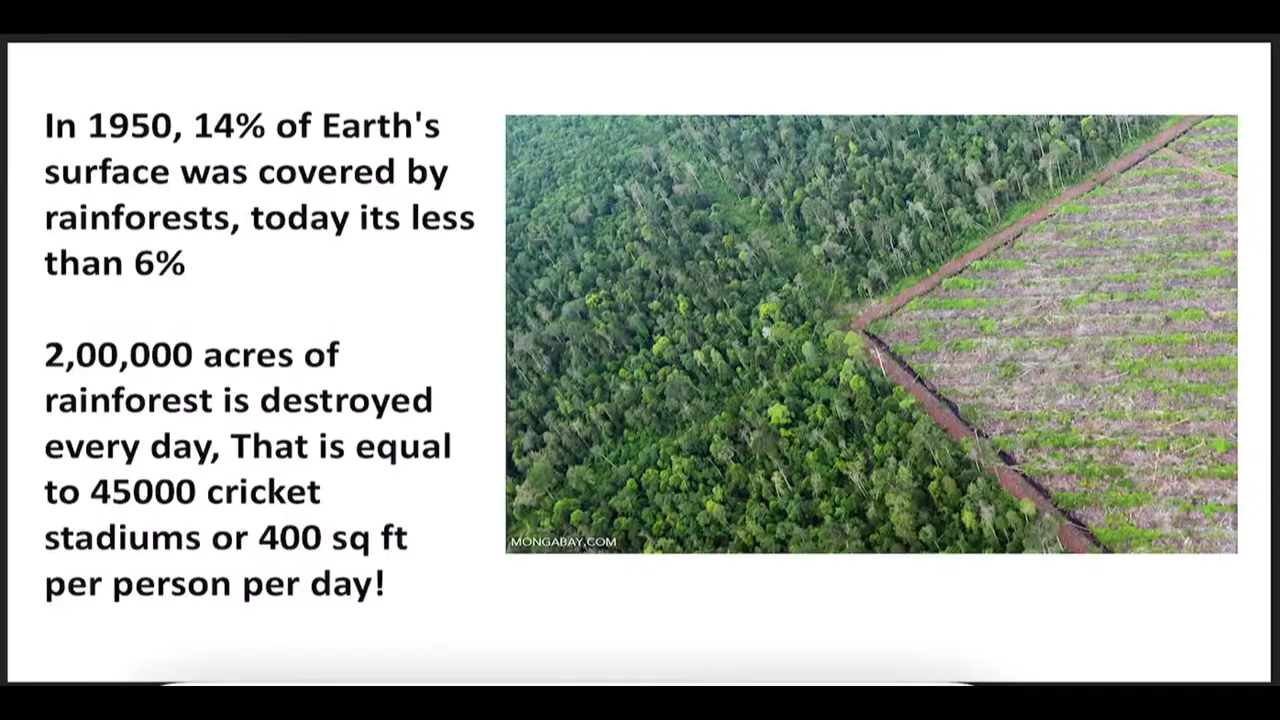 In 1950, 14% of Earth's
surface was covered by
rainforests, today its less
than 6%
2,00,000 acres of
rainforest is destroyed
every day, That is equal
to 45000 cricket
stadiums or 400 sq ft
per person per day!
MONGABAY.COM